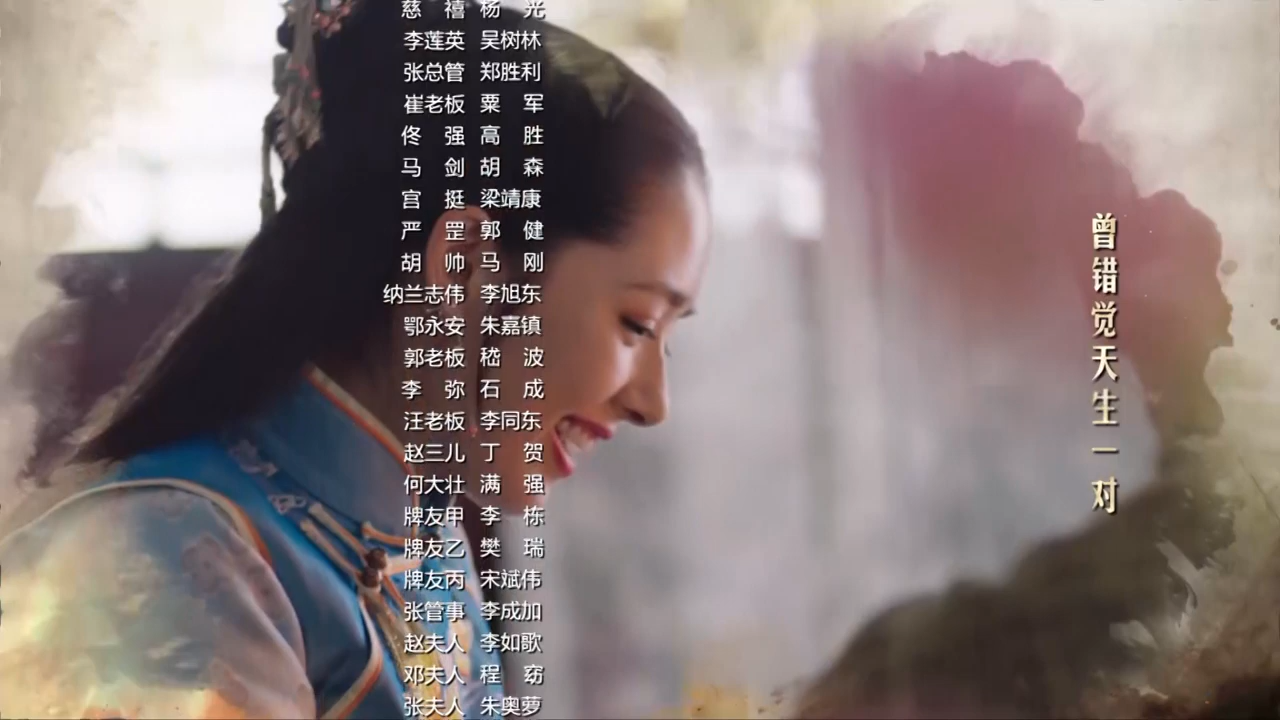 慈禧 杨光
李莲英 吴树林
张总管 郑胜利
崔老板 粟军
佟强 高胜
马剑 胡森
宫挺 梁靖康
严罡 郭健
胡帅 马刚
纳兰志伟 李旭东
鄂永安 朱嘉镇
郭老板 嵇波
李弥 石成
汪老板 李同东
赵三儿 丁贺
何大壮 满强
牌友甲 李栋
牌友乙 樊瑞
牌友丙 宋斌伟
张管事 李成加
赵夫人 李如歌
邓夫人 程窈
张夫人 朱奥萝
曾错觉天生一对